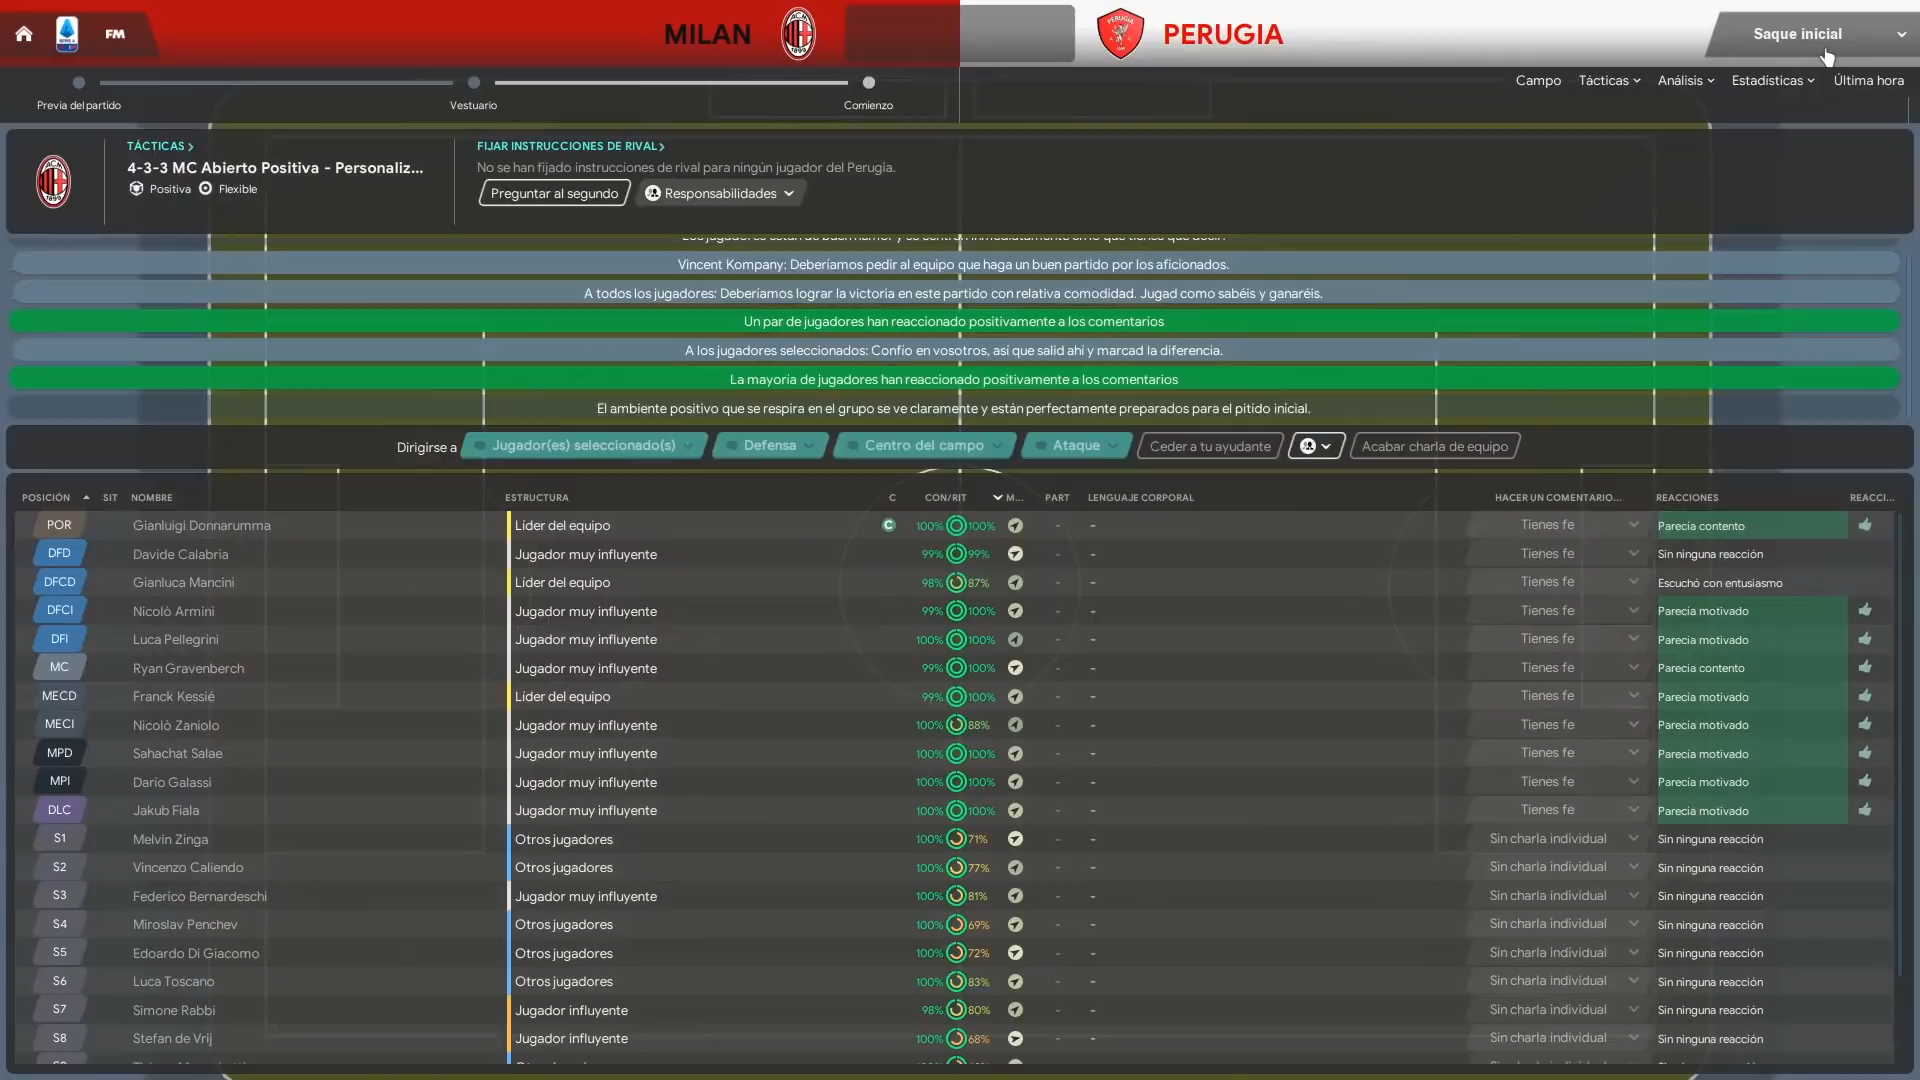 FM
MILAN
PERUGIA
Saque inicial
Previa del partido
Vestuario
Comienzo
Campo Tácticas Análisis Estadísticas Última hora
TÁCTICAS
4-3-3 MC Abierto Positiva - Personaliz...
Positiva Flexible
FIJAR INSTRUCCIONES DE RIVAL
No se han fijado instrucciones de rival para ningún jugador del Perugia.
Preguntar al segundo Responsabilidades
Los jugadores están de buen humor y se centran inmediatamente en lo que tienes que decir.
Vincent Kompany: Deberíamos pedir al equipo que haga un buen partido por los aficionados.
A todos los jugadores: Deberíamos lograr la victoria en este partido con relativa comodidad. Jugad como sabéis y ganaréis.
Un par de jugadores han reaccionado positivamente a los comentarios
A los jugadores seleccionados: Confío en vosotros, así que salid ahí y marcad la diferencia.
La mayoría de jugadores han reaccionado positivamente a los comentarios
El ambiente positivo que se respira en el grupo se ve claramente y están perfectamente preparados para el pitido inicial.
Dirigirse a Jugador(es) seleccionado(s) Defensa Centro del campo Ataque Ceder a tu ayudante Acabar charla de equipo
POSICIÓN SIT NOMBRE ESTRUCTURA C CON/RIT M... PART LENGUAJE CORPORAL HACER UN COMENTARIO... REACCIONES REACCI...
POR Gianluigi Donnarumma Líder del equipo C 100% 100% - - Tienes fe Parecía contento
DFD Davide Calabria Jugador muy influyente 99% 99% - - Tienes fe Sin ninguna reacción
DFCD Gianluca Mancini Líder del equipo 98% 87% - - Tienes fe Escuchó con entusiasmo
DFCI Nicolò Armini Jugador muy influyente 99% 100% - - Tienes fe Parecía motivado
DFI Luca Pellegrini Jugador muy influyente 100% 100% - - Tienes fe Parecía motivado
MC Ryan Gravenberch Jugador muy influyente 99% 100% - - Tienes fe Parecía contento
MECD Franck Kessié Líder del equipo 99% 100% - - Tienes fe Parecía motivado
MECI Nicolò Zaniolo Jugador muy influyente 100% 88% - - Tienes fe Parecía motivado
MPD Sahachat Salae Jugador muy influyente 100% 100% - - Tienes fe Parecía motivado
MPI Dario Galassi Jugador muy influyente 100% 100% - - Tienes fe Parecía motivado
DLC Jakub Fiala Jugador muy influyente 100% 100% - - Tienes fe Parecía motivado
S1 Melvin Zinga Otros jugadores 100% 71% - - Sin charla individual Sin ninguna reacción
S2 Vincenzo Caliendo Otros jugadores 100% 77% - - Sin charla individual Sin ninguna reacción
S3 Federico Bernardeschi Jugador muy influyente 100% 81% - - Sin charla individual Sin ninguna reacción
S4 Miroslav Penchev Otros jugadores 100% 69% - - Sin charla individual Sin ninguna reacción
S5 Edoardo Di Giacomo Otros jugadores 100% 72% - - Sin charla individual Sin ninguna reacción
S6 Luca Toscano Otros jugadores 100% 83% - - Sin charla individual Sin ninguna reacción
S7 Simone Rabbi Jugador influyente 98% 80% - - Sin charla individual Sin ninguna reacción
S8 Stefan de Vrij Jugador influyente 100% 68% - - Sin charla individual Sin ninguna reacción